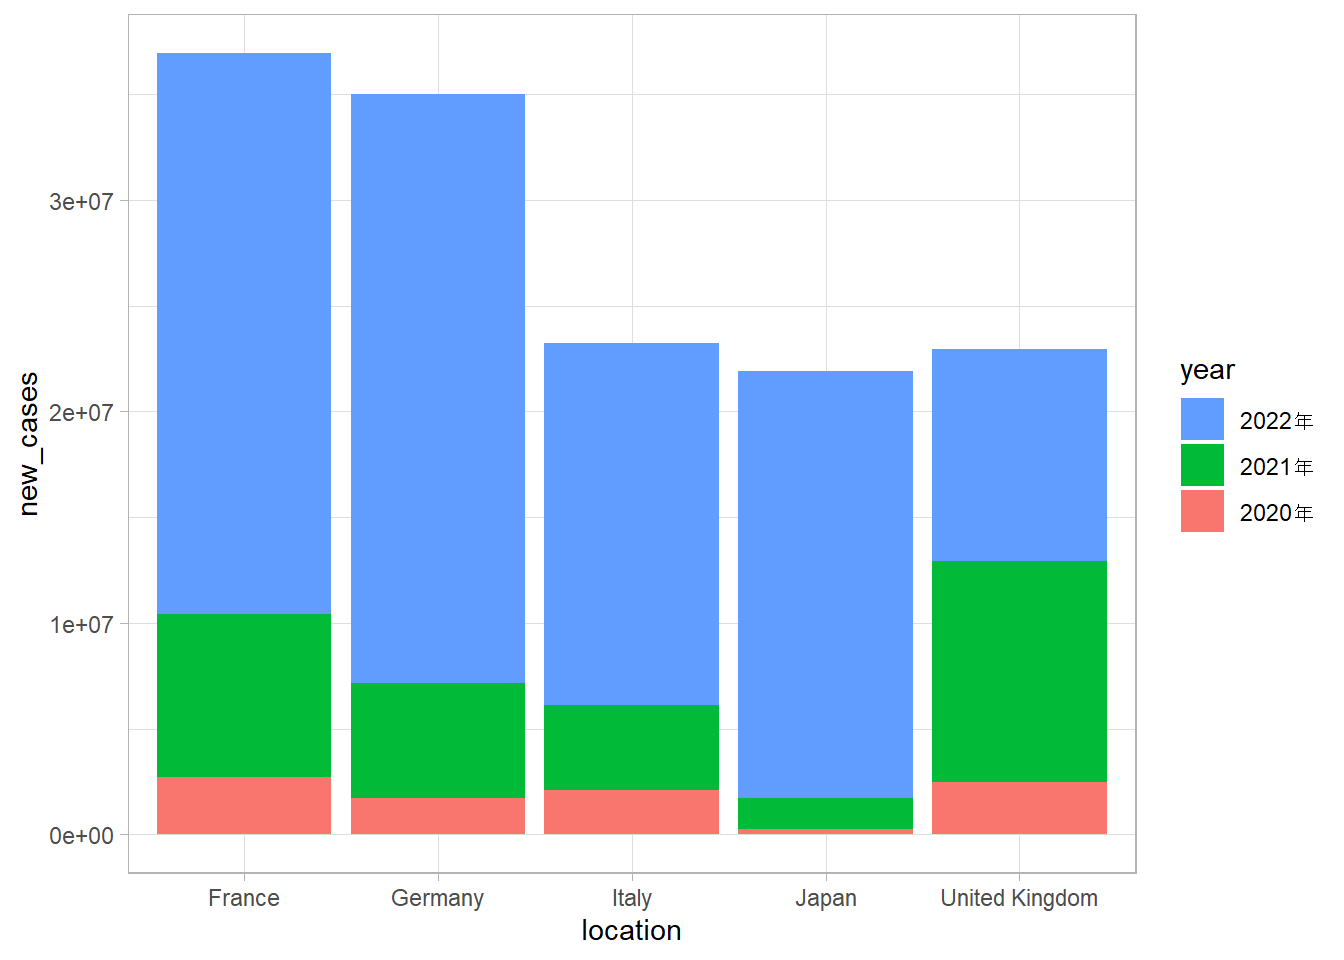 new_cases
3e+07
2e+07
1e+07
0e+00
France
Germany
Italy
Japan
United Kingdom
location
year
2022年
2021年
2020年